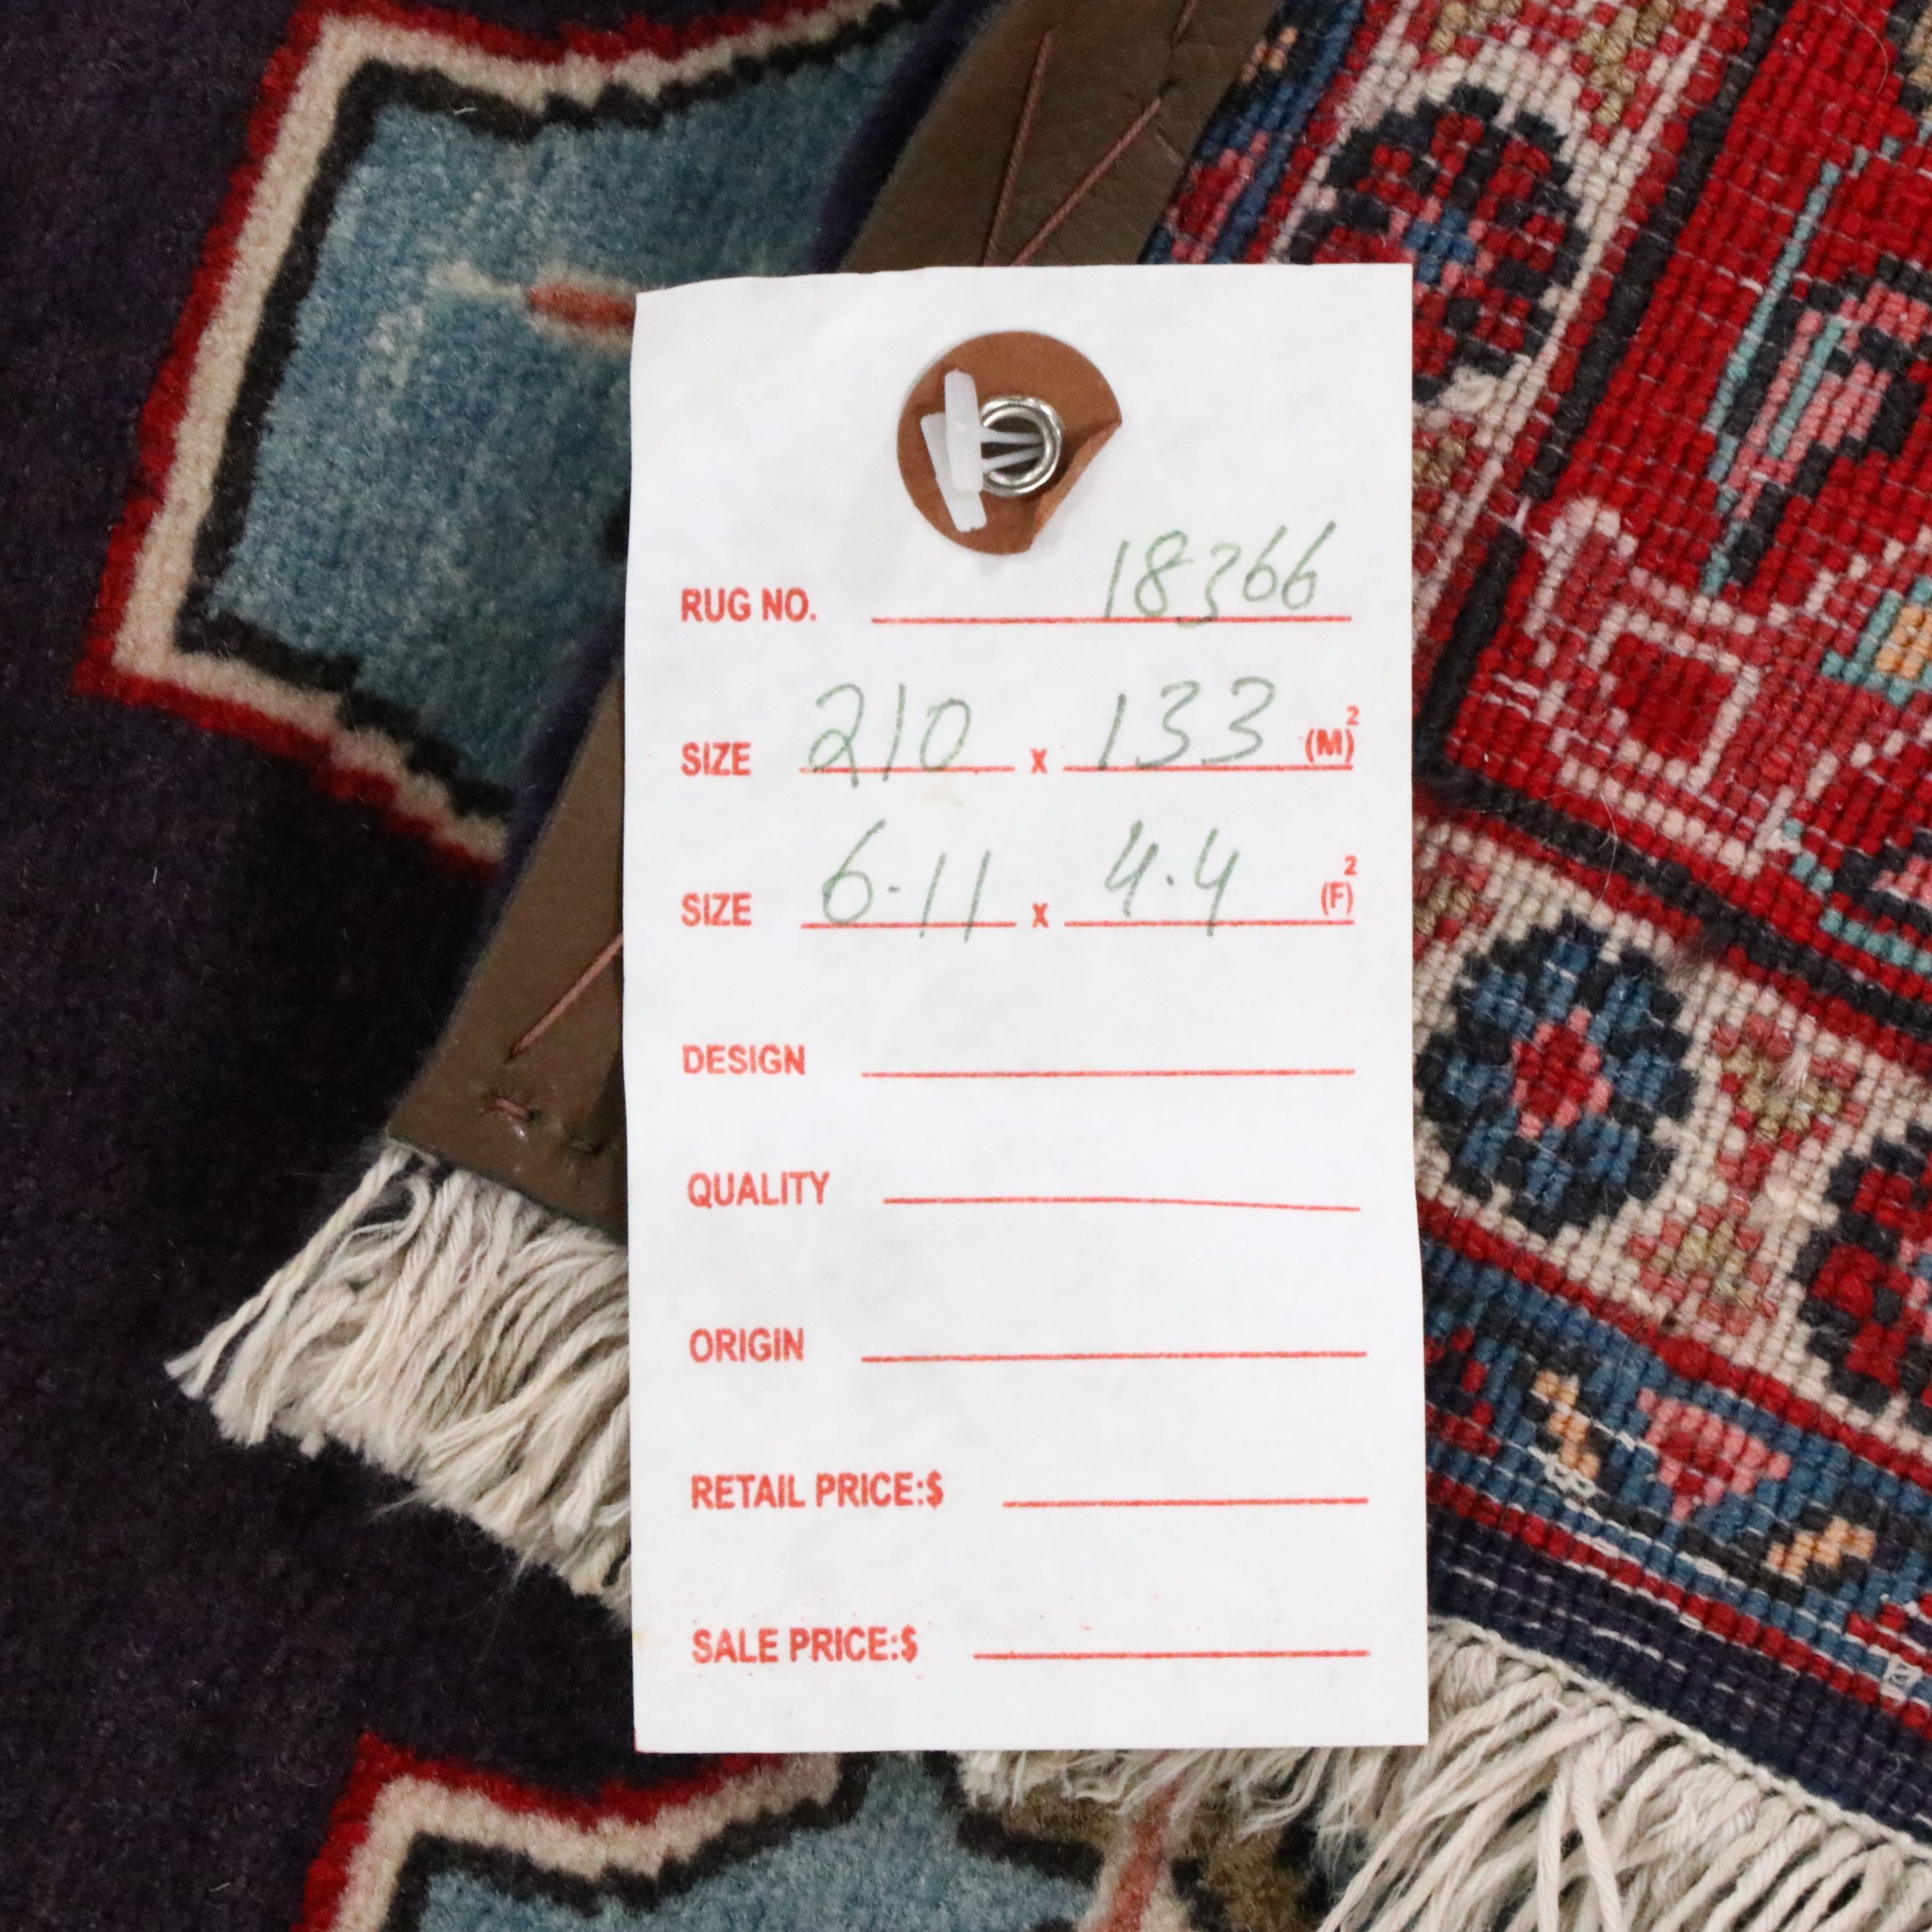 RUG NO. 18366
SIZE 210 x 133 (M)²
SIZE 6.11 x 4.4 (F)²
DESIGN
QUALITY
ORIGIN
RETAIL PRICE:$
SALE PRICE:$